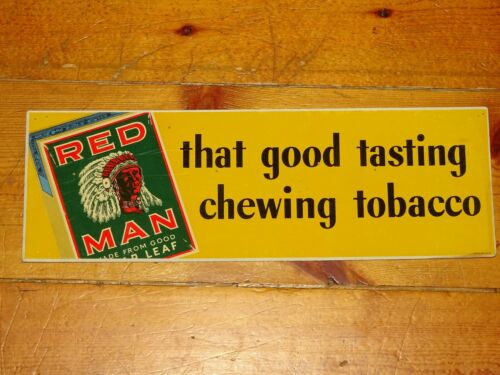 RED
MAN
MADE FROM GOOD
LEAF
that good tasting
chewing tobacco